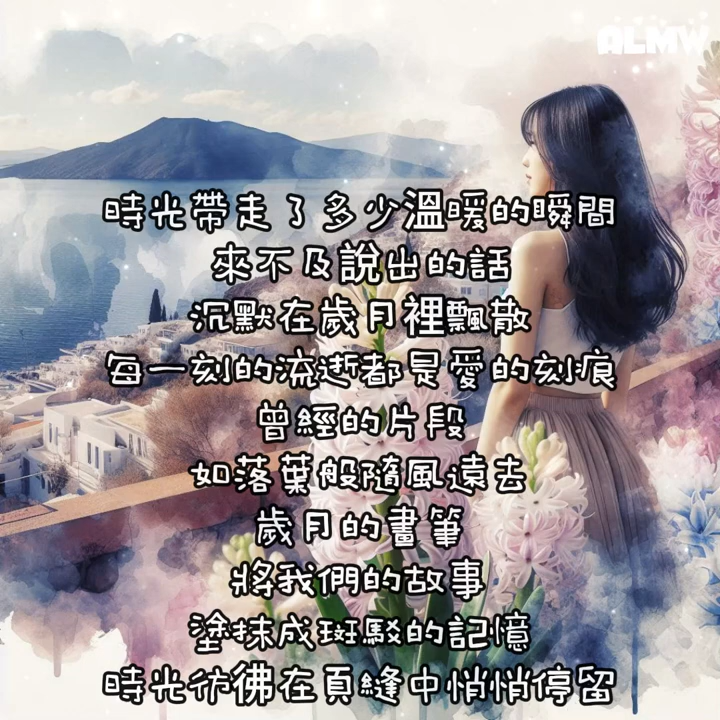 ALMW
時光帶走了多少溫暖的瞬間
來不及說出的話
沉默在歲月裡飄散
每一刻的流逝都是愛的刻痕
曾經的片段
如落葉般隨風遠去
歲月的畫筆
將我們的故事
塗抹成斑駁的記憶
時光彷彿在頁縫中悄悄停留